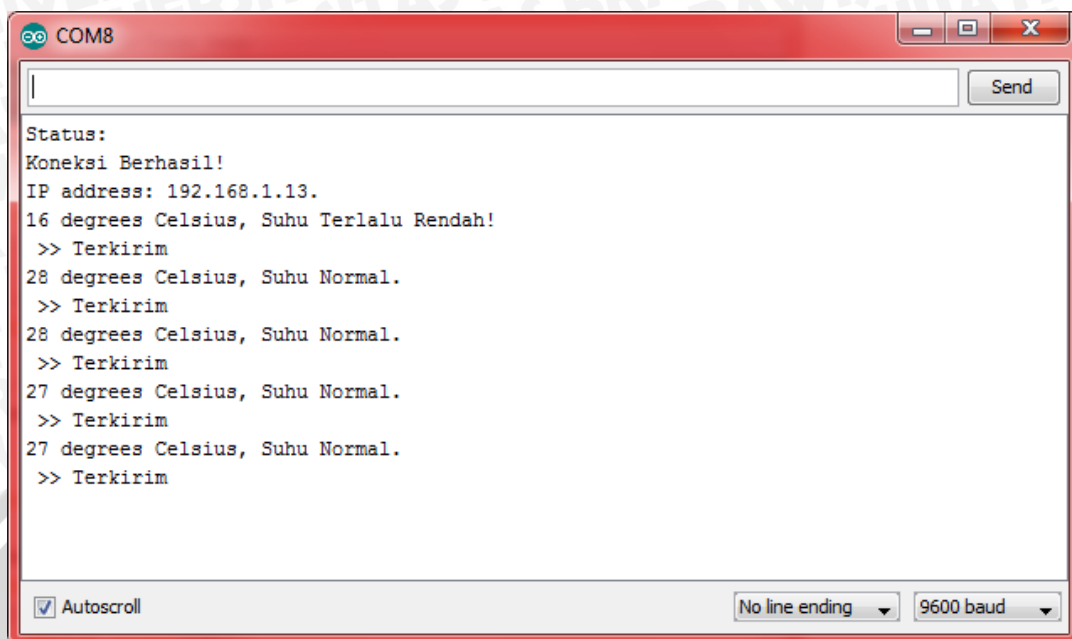 COM8
Send
Status:
Koneksi Berhasil!
IP address: 192.168.1.13.
16 degrees Celsius, Suhu Terlalu Rendah!
>> Terkirim
28 degrees Celsius, Suhu Normal.
>> Terkirim
28 degrees Celsius, Suhu Normal.
>> Terkirim
27 degrees Celsius, Suhu Normal.
>> Terkirim
27 degrees Celsius, Suhu Normal.
>> Terkirim
Autoscroll No line ending 9600 baud